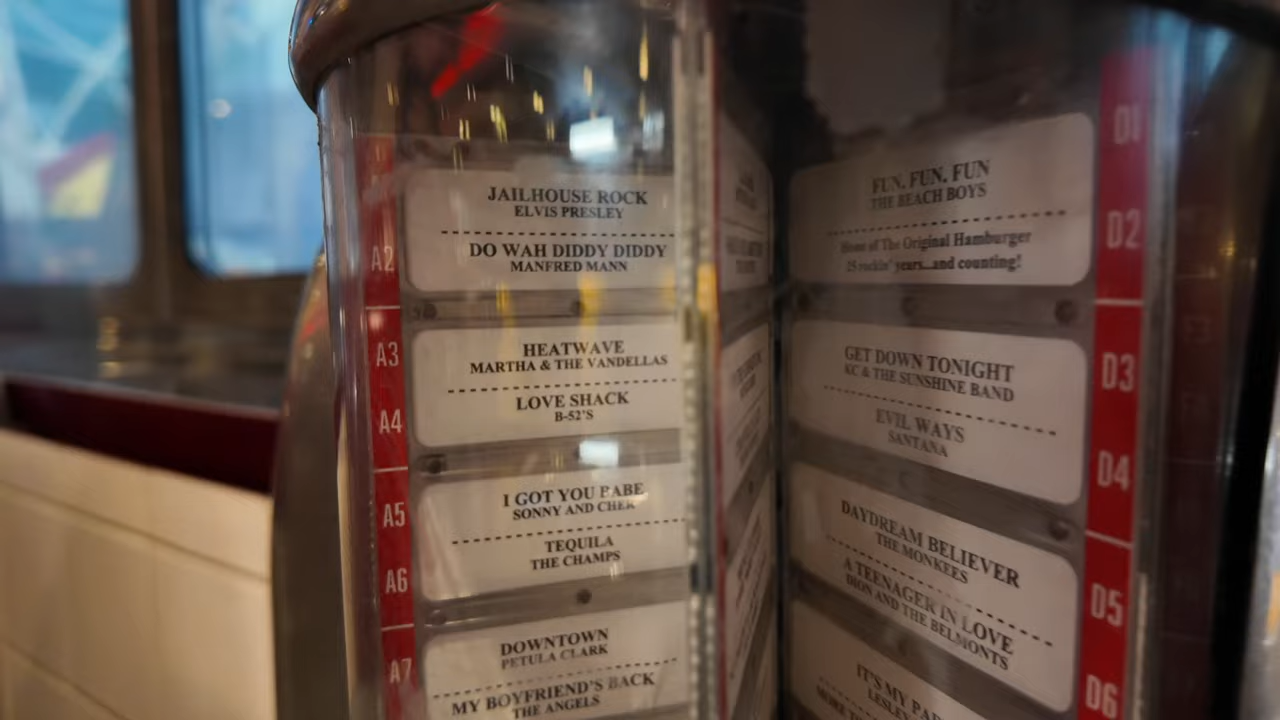 JAILHOUSE ROCK
ELVIS PRESLEY
A2
DO WAH DIDDY DIDDY
MANFRED MANN
A3
HEATWAVE
MARTHA & THE VANDELLAS
A4
LOVE SHACK
B-52'S
A5
I GOT YOU BABE
SONNY AND CHER
A6
TEQUILA
THE CHAMPS
A7
DOWNTOWN
PETULA CLARK
MY BOYFRIEND'S BACK
THE ANGELS
D1
FUN, FUN, FUN
THE BEACH BOYS
D2
Home of The Original Hamburger
25 rockin' years...and counting!
D3
GET DOWN TONIGHT
KC & THE SUNSHINE BAND
D4
EVIL WAYS
SANTANA
D5
DAYDREAM BELIEVER
THE MONKEES
D6
A TEENAGER IN LOVE
DION AND THE BELMONTS
IT'S MY
LESLEY